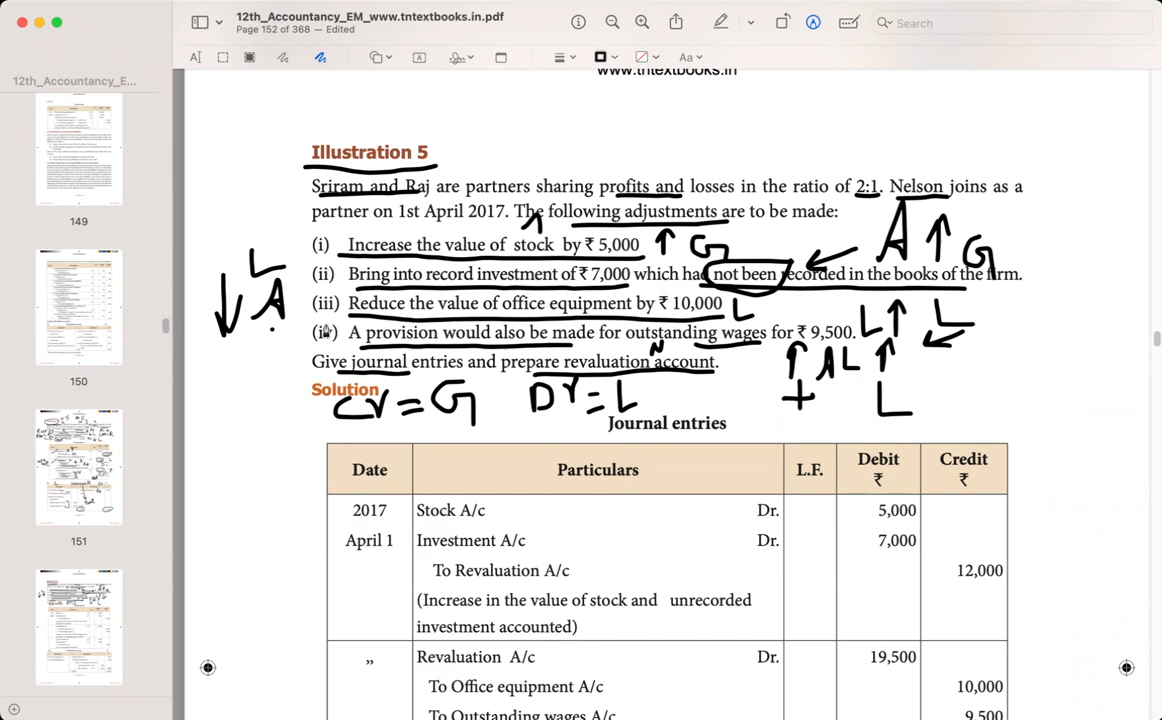 12th_Accountancy_EM_www.tntextbooks.in.pdf
Page 152 of 368 — Edited
Search
Aa
12th_Accountancy_E...
149
150
151
www.tntextbooks.in
Illustration 5
Sriram and Raj are partners sharing profits and losses in the ratio of 2:1. Nelson joins as a
partner on 1st April 2017. The following adjustments are to be made:
A G
(i) Increase the value of stock by ₹ 5,000 G
(ii) Bring into record investment of ₹ 7,000 which had not been recorded in the books of the firm.
L
A
(iii) Reduce the value of office equipment by ₹ 10,000 L L L
(iv) A provision would also be made for outstanding wages for ₹ 9,500.
Give journal entries and prepare revaluation account. AL
Solution
Cr = G Dr = L + L
Journal entries
Date Particulars L.F. Debit ₹ Credit ₹
2017 Stock A/c Dr. 5,000
April 1 Investment A/c Dr. 7,000
To Revaluation A/c 12,000
(Increase in the value of stock and unrecorded
investment accounted)
,, Revaluation A/c Dr. 19,500
To Office equipment A/c 10,000
To Outstanding wages A/c 9,500